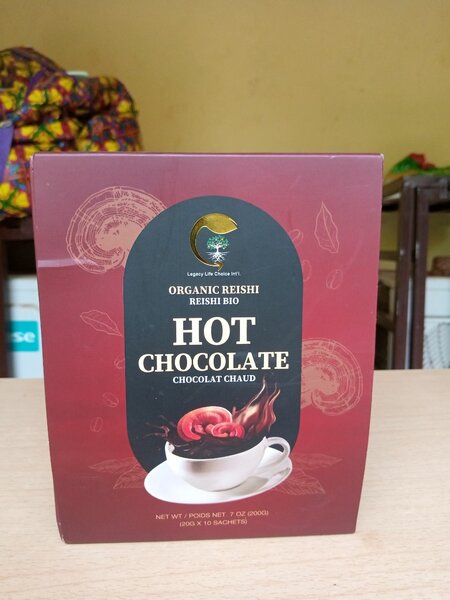 Legacy Life Choice Int'l.
ORGANIC REISHI
REISHI BIO
HOT
CHOCOLATE
CHOCOLAT CHAUD
NET WT / POIDS NET. 7 OZ (200G)
(20G X 10 SACHETS)